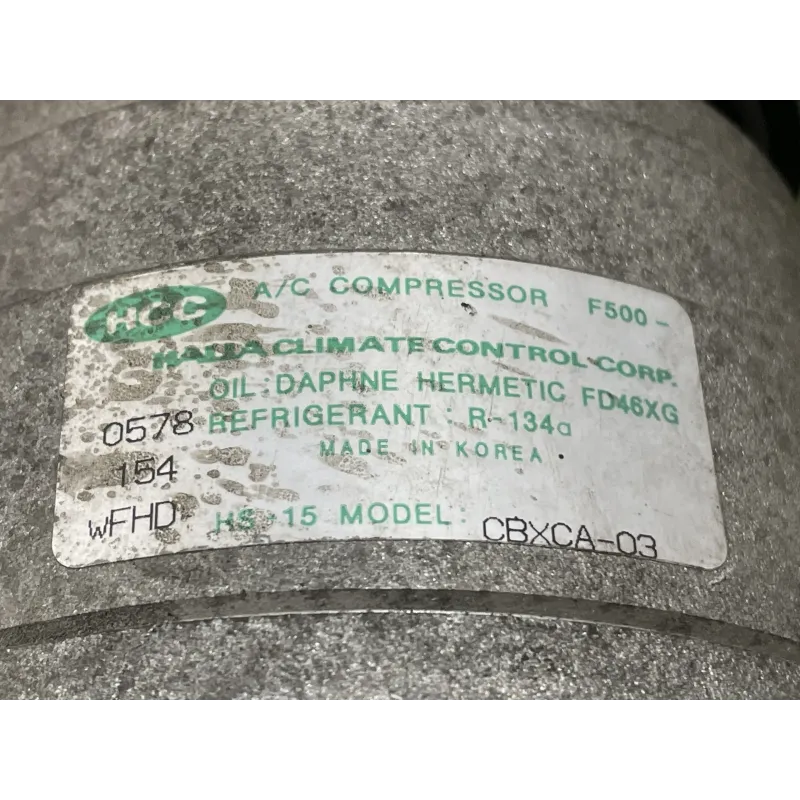 HCC A/C COMPRESSOR F500-
HALLA CLIMATE CONTROL CORP.
OIL : DAPHNE HERMETIC FD46XG
0578 REFRIGERANT : R-134a
154 MADE IN KOREA
wFHD HS-15 MODEL CBXCA-03